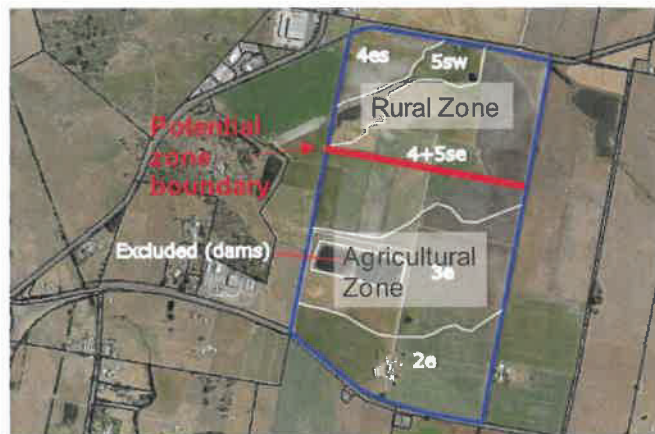 4es
5sw
Rural Zone
Potential
zone
boundary
4+5se
Excluded (dams)
Agricultural
Zone
3e
2e